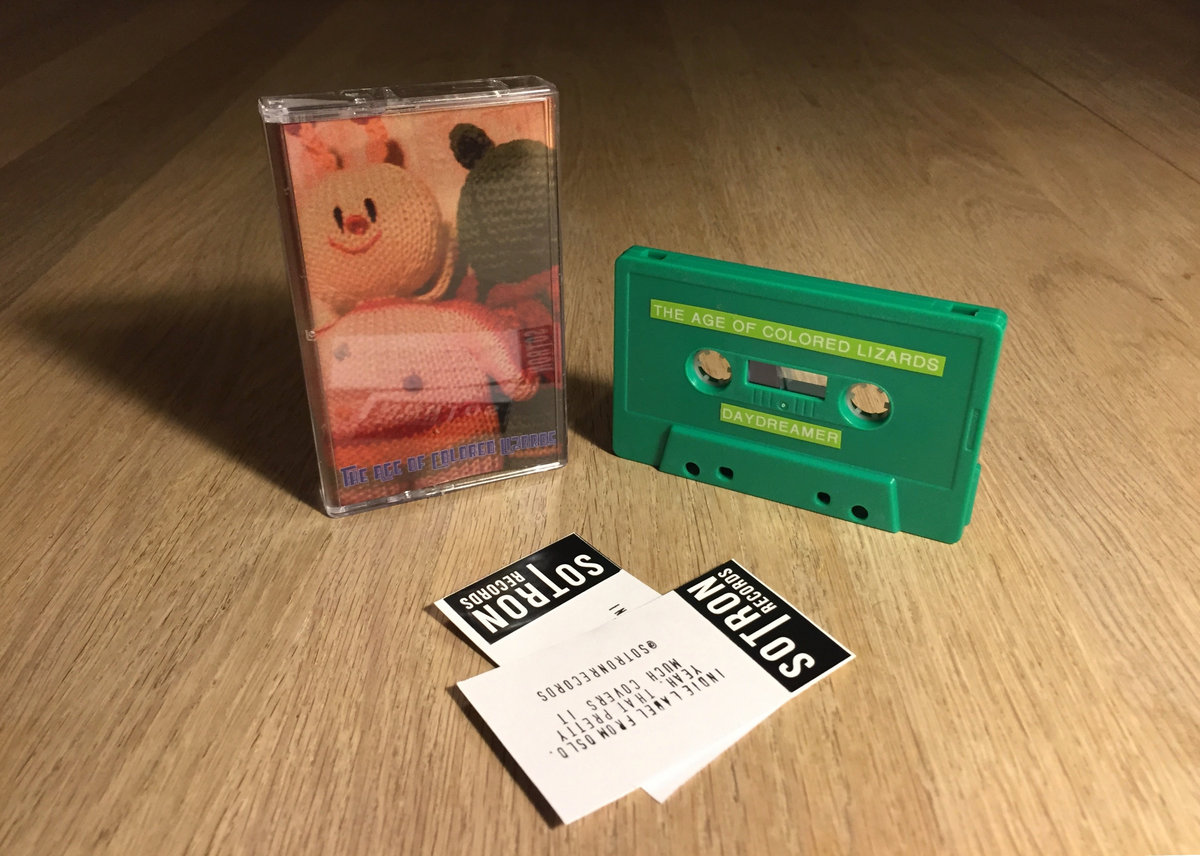 THE AGE OF COLORED LIZARDS
THE AGE OF COLORED LIZARDS
DAYDREAMER
SOTRON
RECORDS
IN
SOTRON
RECORDS
INDIE LABEL FROM OSLO.
YEAH, THAT PRETTY
MUCH COVERS IT
@SOTRONRECORDS